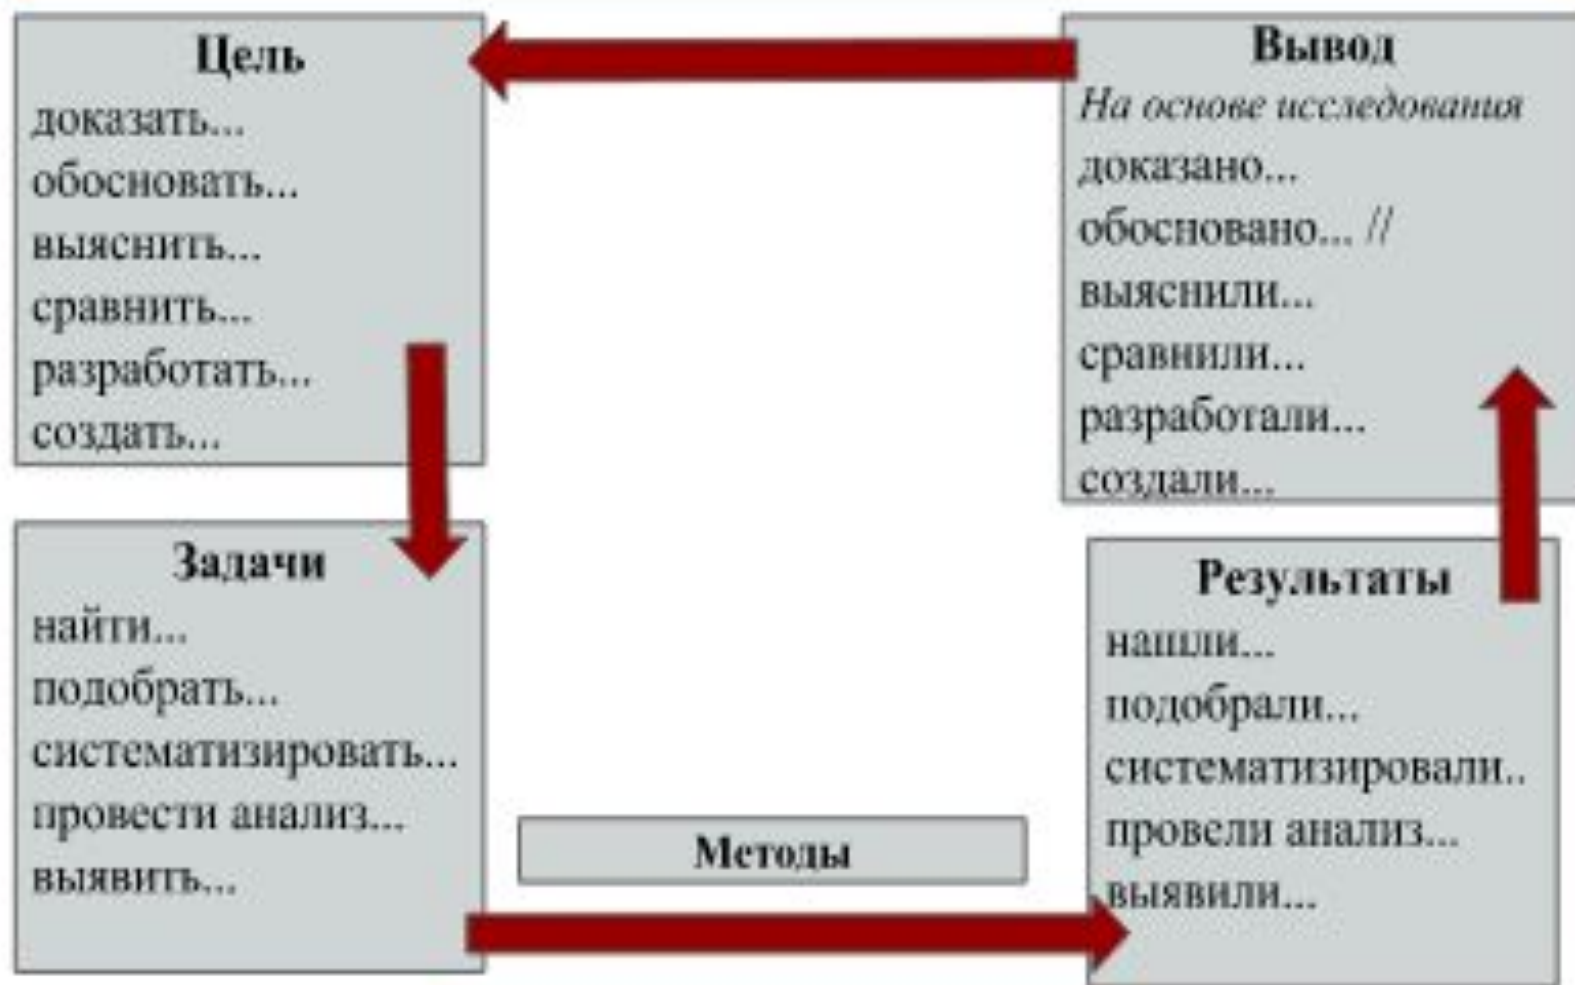 Цель
доказать...
обосновать...
выяснить...
сравнить...
разработать...
создать...
Задачи
найти...
подобрать...
систематизировать...
провести анализ...
выявить...
Методы
Результаты
нашли...
подобрали...
систематизировали..
провели анализ...
выявили...
Вывод
На основе исследования
доказано...
обосновано... //
выяснили...
сравнили...
разработали...
создали...